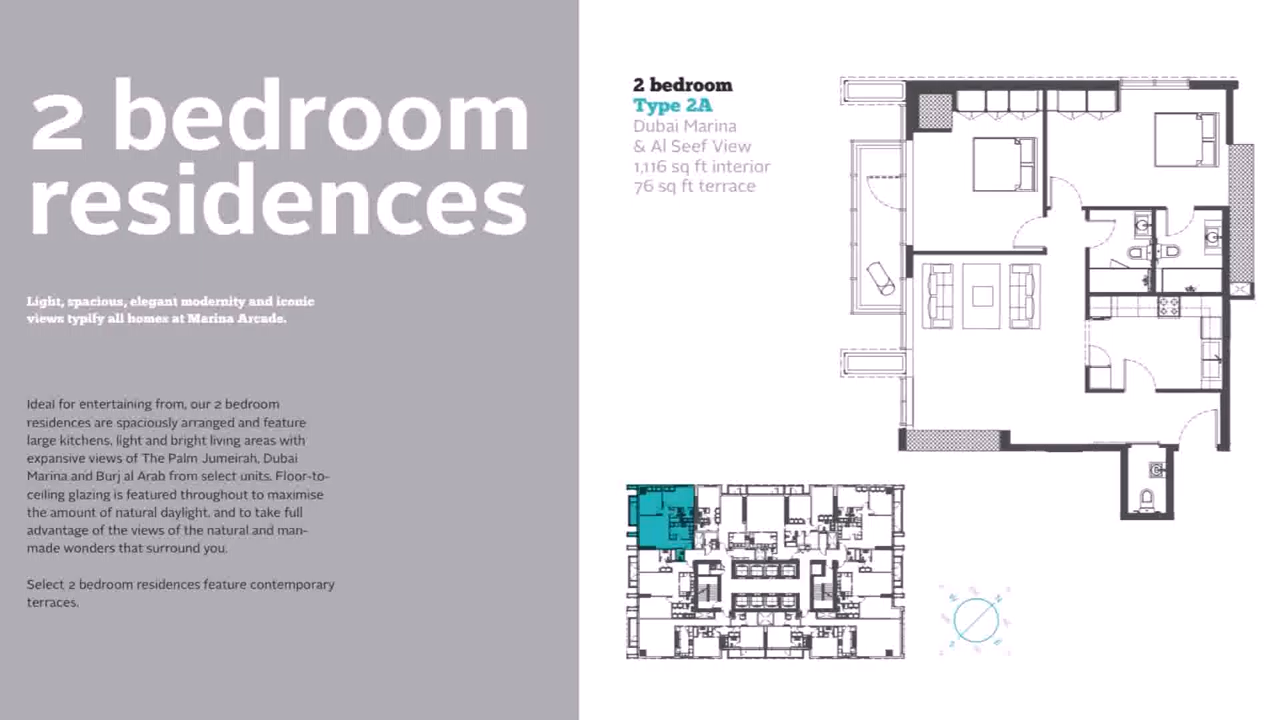 2 bedroom
residences
Light, spacious, elegant modernity and iconic
views typify all homes at Marina Arcade.
Ideal for entertaining from, our 2 bedroom
residences are spaciously arranged and feature
large kitchens, light and bright living areas with
expansive views of The Palm Jumeirah, Dubai
Marina and Burj al Arab from select units. Floor-to-
ceiling glazing is featured throughout to maximise
the amount of natural daylight, and to take full
advantage of the views of the natural and man-
made wonders that surround you.
Select 2 bedroom residences feature contemporary
terraces.
2 bedroom
Type 2A
Dubai Marina
& Al Seef View
1,116 sq ft interior
76 sq ft terrace